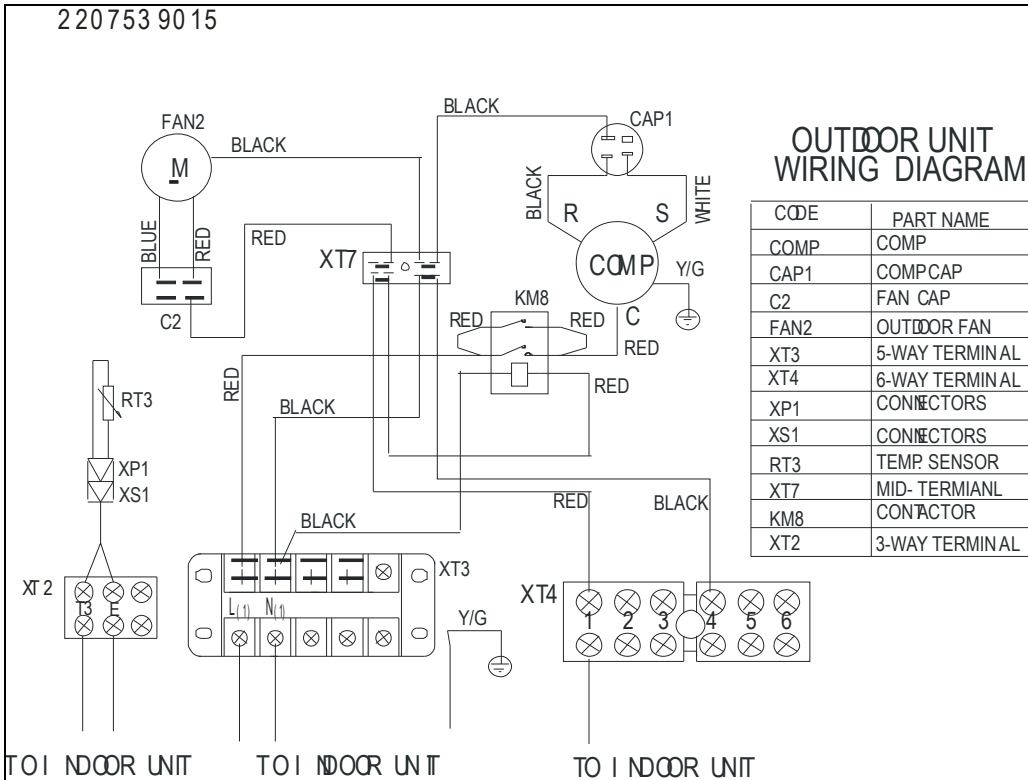 2207539015
BLACK
FAN2
CAP1
BLACK
M
OUTDOOR UNIT
WIRING DIAGRAM
BLACK
WHITE
R
S
CODE
PART NAME
BLUE
RED
RED
COMP
COMP
XT7
COMP
Y/G
CAP1
COMP CAP
KM8
C2
FAN CAP
C2
RED
RED
C
FAN2
OUTDOOR FAN
RED
XT3
5-WAY TERMINAL
RED
RED
XT4
6-WAY TERMINAL
RT3
BLACK
XP1
CONNECTORS
XS1
CONNECTORS
XP1
RT3
TEMP. SENSOR
XS1
RED
BLACK
XT7
MID- TERMIANL
BLACK
KM8
CONTACTOR
XT2
3-WAY TERMINAL
XT3
XT2
XT4
T3
E
L(1)
N(1)
Y/G
1
2
3
4
5
6
TO INDOOR UNIT
TO INDOOR UNIT
TO INDOOR UNIT